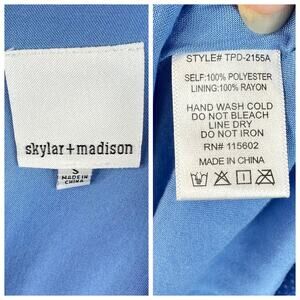 skylar+madison
S
MADE IN
CHINA
STYLE# TPD-2155A
SELF:100% POLYESTER
LINING:100% RAYON
HAND WASH COLD
DO NOT BLEACH
LINE DRY
DO NOT IRON
RN# 115602
MADE IN CHINA